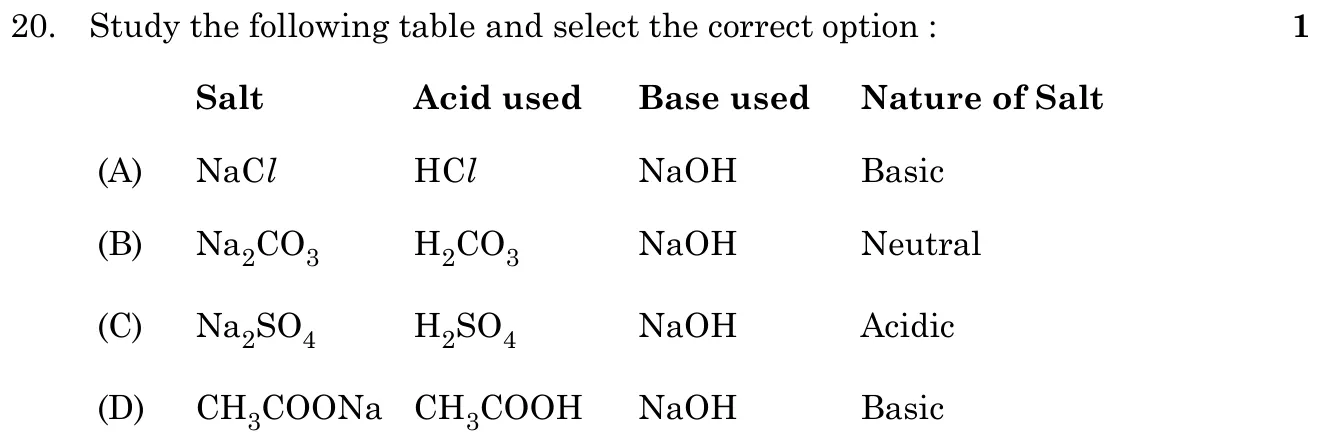 20. Study the following table and select the correct option : 1
Salt Acid used Base used Nature of Salt
(A) NaCl HCl NaOH Basic
(B) Na₂CO₃ H₂CO₃ NaOH Neutral
(C) Na₂SO₄ H₂SO₄ NaOH Acidic
(D) CH₃COONa CH₃COOH NaOH Basic